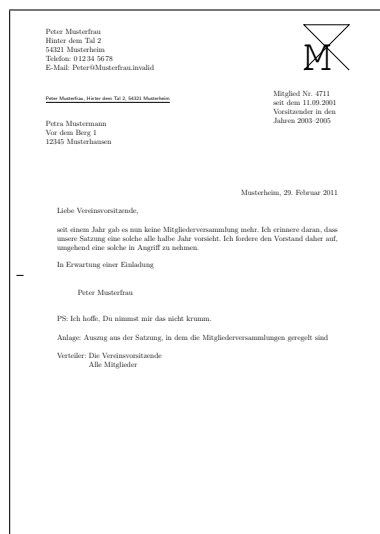 Peter Musterfrau
Hinter dem Tal 2
54321 Musterheim
Telefon: 0 12 34 56 78
E-Mail: Peter@Musterfrau.invalid
M
Peter Musterfrau, Hinter dem Tal 2, 54321 Musterheim
Mitglied Nr. 4711
seit dem 11.09.2001
Vorsitzender in den
Jahren 2003–2005
Petra Mustermann
Vor dem Berg 1
12345 Musterhausen
Musterheim, 29. Februar 2011
Liebe Vereinsvorsitzende,
seit einem Jahr gab es nun keine Mitgliederversammlung mehr. Ich erinnere daran, dass
unsere Satzung eine solche alle halbe Jahr vorsieht. Ich fordere den Vorstand daher auf,
umgehend eine solche in Angriff zu nehmen.
In Erwartung einer Einladung
Peter Musterfrau
PS: Ich hoffe, Du nimmst mir das nicht krumm.
Anlage: Auszug aus der Satzung, in dem die Mitgliederversammlungen geregelt sind
Verteiler: Die Vereinsvorsitzende
Alle Mitglieder